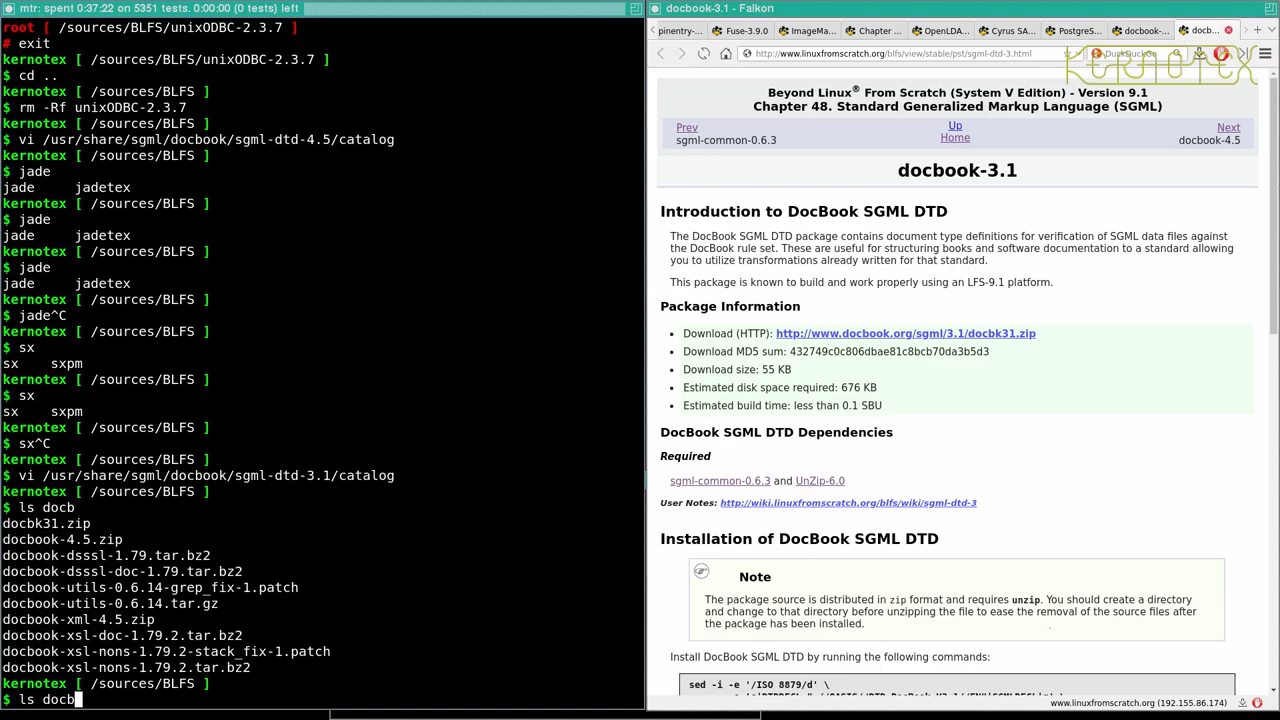 mtr: spent 0:37:22 on 5351 tests. 0:00:00 (0 tests) left
root [ /sources/BLFS/unixODBC-2.3.7 ]
# exit
kernotex [ /sources/BLFS/unixODBC-2.3.7 ]
$ cd ..
kernotex [ /sources/BLFS ]
$ rm -Rf unixODBC-2.3.7
kernotex [ /sources/BLFS ]
$ vi /usr/share/sgml/docbook/sgml-dtd-4.5/catalog
kernotex [ /sources/BLFS ]
$ jade
jade     jadetex
kernotex [ /sources/BLFS ]
$ jade
jade     jadetex
kernotex [ /sources/BLFS ]
$ jade
jade     jadetex
kernotex [ /sources/BLFS ]
$ jade^C
kernotex [ /sources/BLFS ]
$ sx
sx    sxpm
kernotex [ /sources/BLFS ]
$ sx
sx    sxpm
kernotex [ /sources/BLFS ]
$ sx^C
kernotex [ /sources/BLFS ]
$ vi /usr/share/sgml/docbook/sgml-dtd-3.1/catalog
kernotex [ /sources/BLFS ]
$ ls docb
docbk31.zip
docbook-4.5.zip
docbook-dsssl-1.79.tar.bz2
docbook-dsssl-doc-1.79.tar.bz2
docbook-utils-0.6.14-grep_fix-1.patch
docbook-utils-0.6.14.tar.gz
docbook-xml-4.5.zip
docbook-xsl-doc-1.79.2.tar.bz2
docbook-xsl-nons-1.79.2-stack_fix-1.patch
docbook-xsl-nons-1.79.2.tar.bz2
kernotex [ /sources/BLFS ]
$ ls docb
docbook-3.1 - Falkon
pinentry-... Fuse-3.9.0 ImageMa... Chapter ... OpenLDA... Cyrus SA... PostgreS... docbook-... docb...
http://www.linuxfromscratch.org/blfs/view/stable/pst/sgml-dtd-3.html DuckDuckGo
KERNOTEX
Beyond Linux® From Scratch (System V Edition) - Version 9.1
Chapter 48. Standard Generalized Markup Language (SGML)
Prev Up Next
sgml-common-0.6.3 Home docbook-4.5
docbook-3.1
Introduction to DocBook SGML DTD
The DocBook SGML DTD package contains document type definitions for verification of SGML data files against
the DocBook rule set. These are useful for structuring books and software documentation to a standard allowing
you to utilize transformations already written for that standard.
This package is known to build and work properly using an LFS-9.1 platform.
Package Information
• Download (HTTP): http://www.docbook.org/sgml/3.1/docbk31.zip
• Download MD5 sum: 432749c0c806dbae81c8bcb70da3b5d3
• Download size: 55 KB
• Estimated disk space required: 676 KB
• Estimated build time: less than 0.1 SBU
DocBook SGML DTD Dependencies
Required
sgml-common-0.6.3 and UnZip-6.0
User Notes: http://wiki.linuxfromscratch.org/blfs/wiki/sgml-dtd-3
Installation of DocBook SGML DTD
Note
The package source is distributed in zip format and requires unzip. You should create a directory
and change to that directory before unzipping the file to ease the removal of the source files after
the package has been installed.
Install DocBook SGML DTD by running the following commands:
sed -i -e '/ISO 8879/d' \
www.linuxfromscratch.org (192.155.86.174)